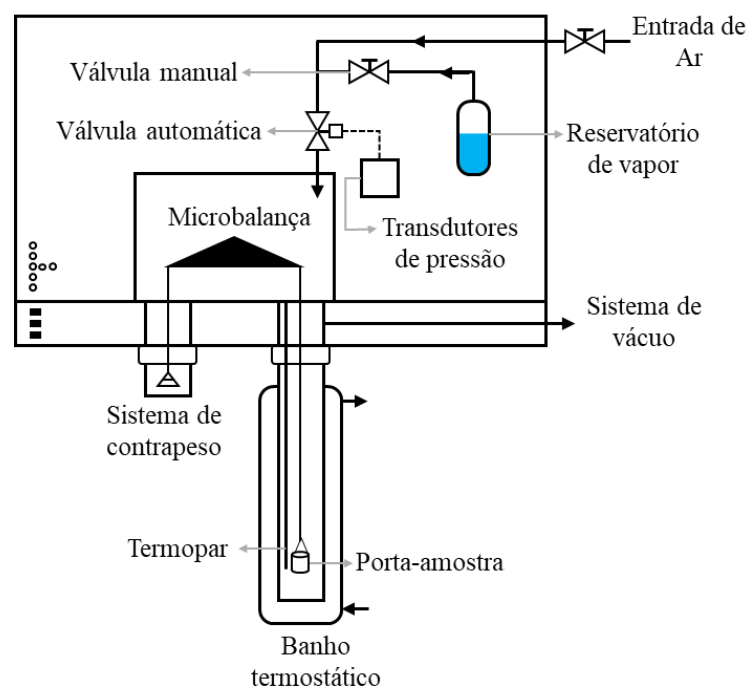 Entrada de
Ar
Válvula manual
Válvula automática
Reservatório
de vapor
Microbalança
Transdutores
de pressão
Sistema de
vácuo
Sistema de
contrapeso
Termopar
Porta-amostra
Banho
termostático